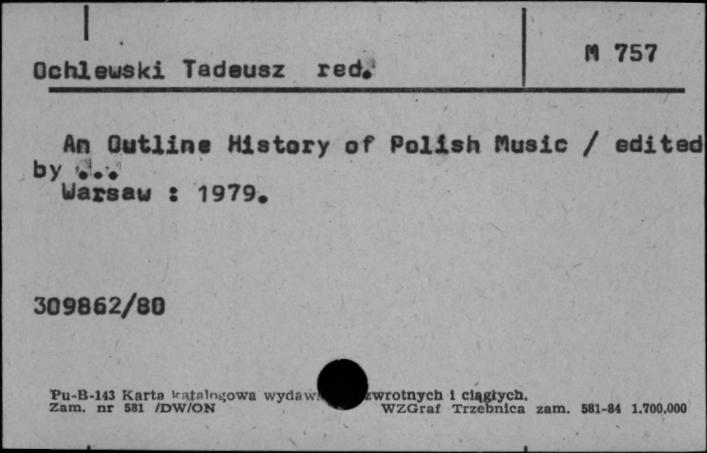 M 757
Ochlewski Tadeusz red.
An Outline History of Polish Music / edited
by ...
Warsaw : 1979.
309862/80
Pu-B-143 Karta katalogowa wydaw zwrotnych i ciągłych.
Zam. nr 581 /DW/ON WZGraf Trzebnica zam. 581-84 1.700.000